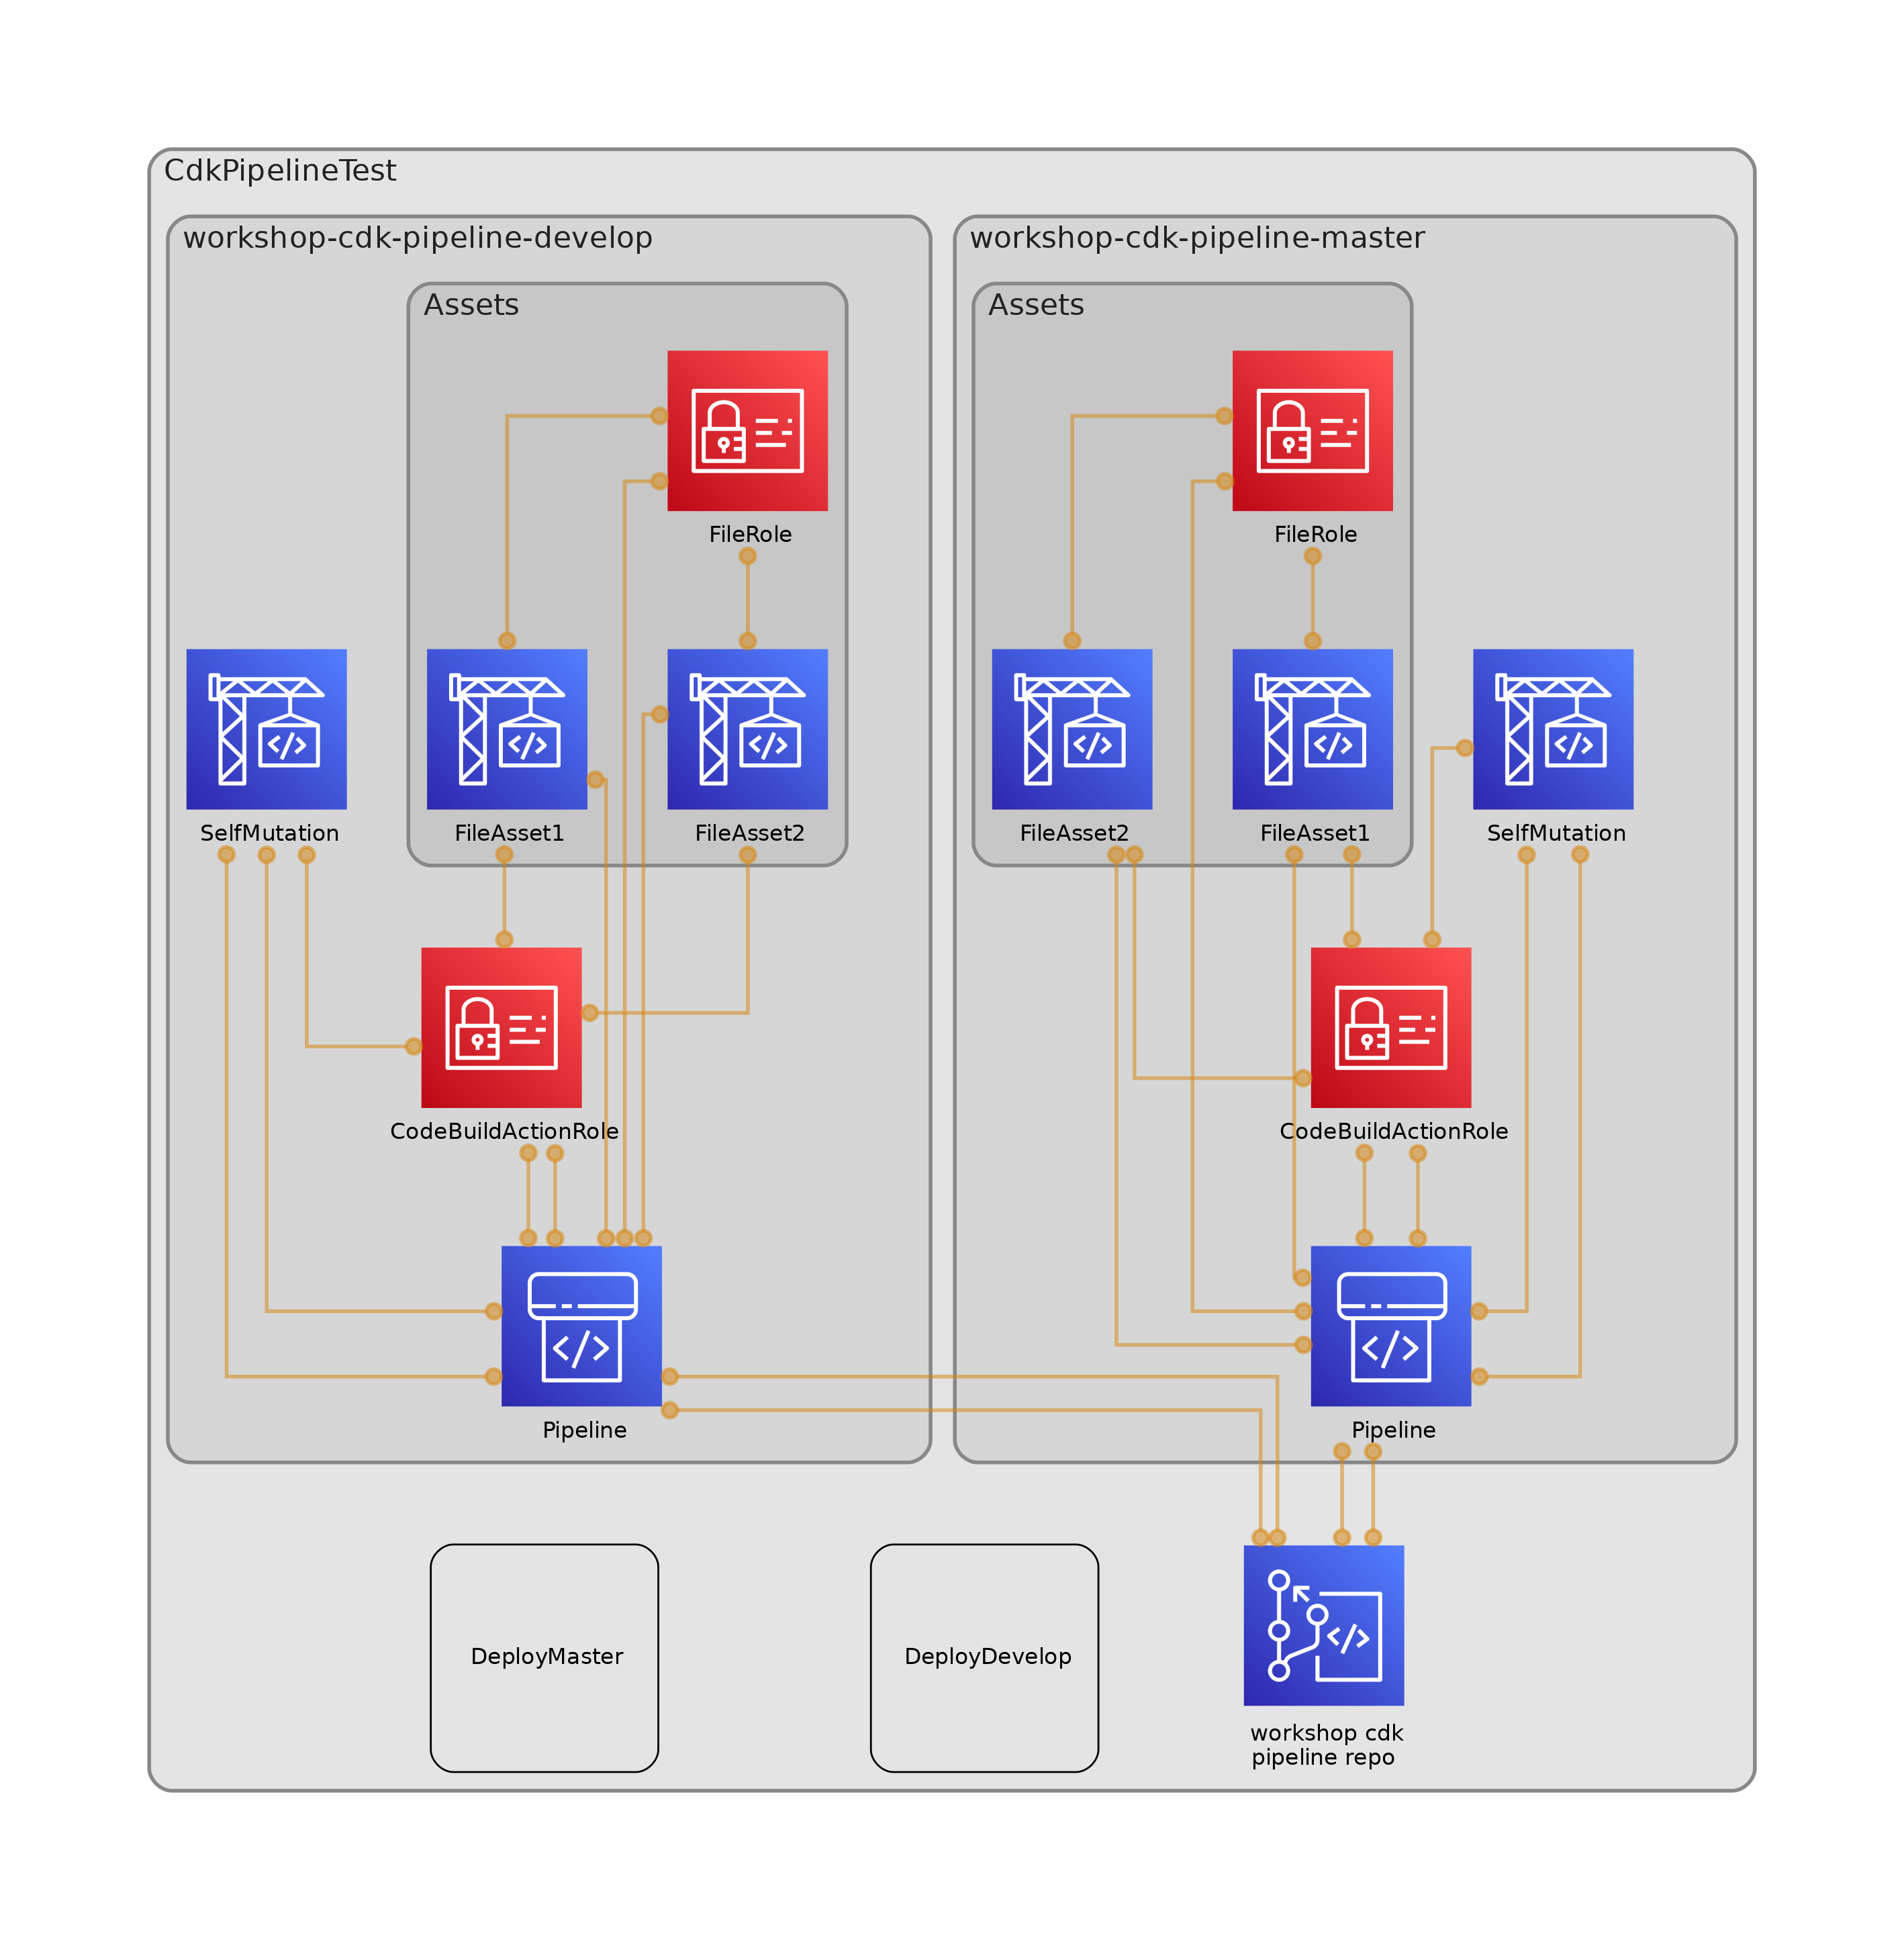 CdkPipelineTest
workshop-cdk-pipeline-develop
workshop-cdk-pipeline-master
Assets
Assets
FileRole
FileRole
SelfMutation
FileAsset1
FileAsset2
FileAsset2
FileAsset1
SelfMutation
CodeBuildActionRole
CodeBuildActionRole
Pipeline
Pipeline
DeployMaster
DeployDevelop
workshop cdk
pipeline repo